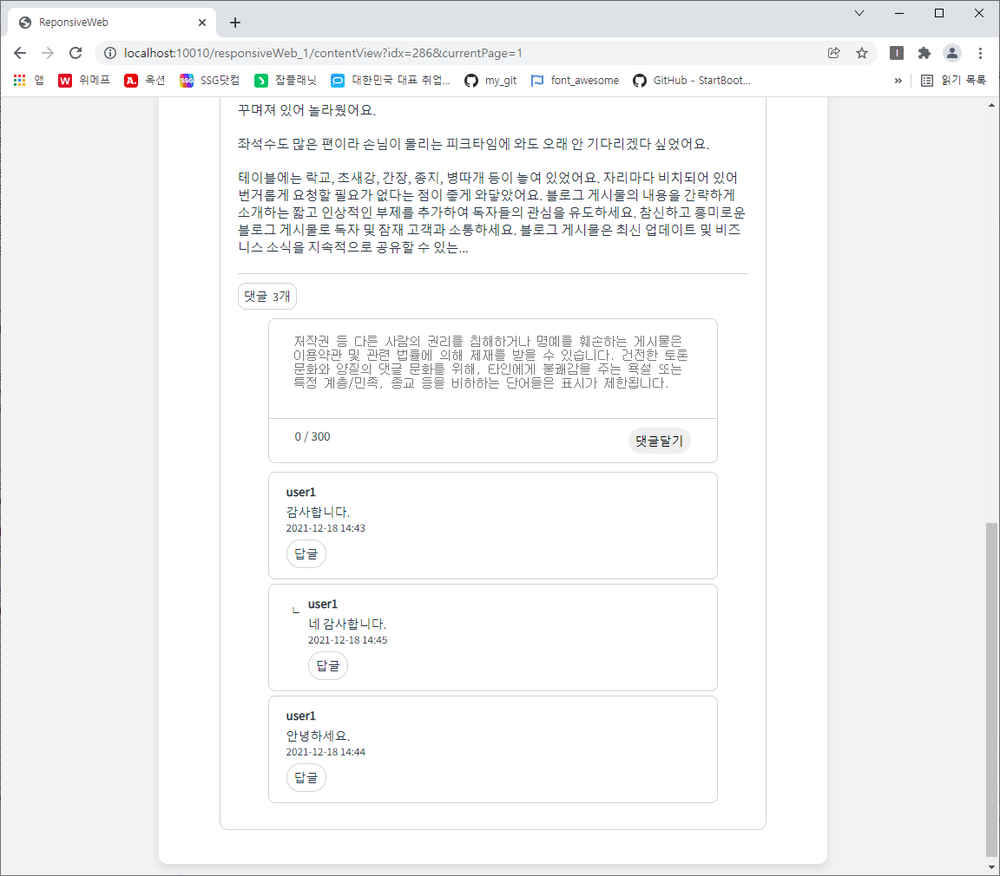 ReponsiveWeb
localhost:10010/responsiveWeb_1/contentView?idx=286&currentPage=1
앱 위메프 옥션 SSG닷컴 잡플래닛 대한민국 대표 취업... my_git font_awesome GitHub - StartBoot... » 읽기 목록
꾸며져 있어 놀라웠어요.
좌석수도 많은 편이라 손님이 몰리는 피크타임에 와도 오래 안 기다리겠다 싶었어요.
테이블에는 락교, 초새강, 간장, 종지, 병따개 등이 놓여 있었어요. 자리마다 비치되어 있어
번거롭게 요청할 필요가 없다는 점이 좋게 와닿았어요. 블로그 게시물의 내용을 간략하게
소개하는 짧고 인상적인 부제를 추가하여 독자들의 관심을 유도하세요. 참신하고 흥미로운
블로그 게시물로 독자 및 잠재 고객과 소통하세요. 블로그 게시물은 최신 업데이트 및 비즈
니스 소식을 지속적으로 공유할 수 있는...
댓글 3개
저작권 등 다른 사람의 권리를 침해하거나 명예를 훼손하는 게시물은
이용약관 및 관련 법률에 의해 제재를 받을 수 있습니다. 건전한 토론
문화와 양질의 댓글 문화를 위해, 타인에게 불쾌감을 주는 욕설 또는
특정 계층/민족, 종교 등을 비하하는 단어들은 표시가 제한됩니다.
0 / 300
댓글달기
user1
감사합니다.
2021-12-18 14:43
답글
ㄴ user1
네 감사합니다.
2021-12-18 14:45
답글
user1
안녕하세요.
2021-12-18 14:44
답글